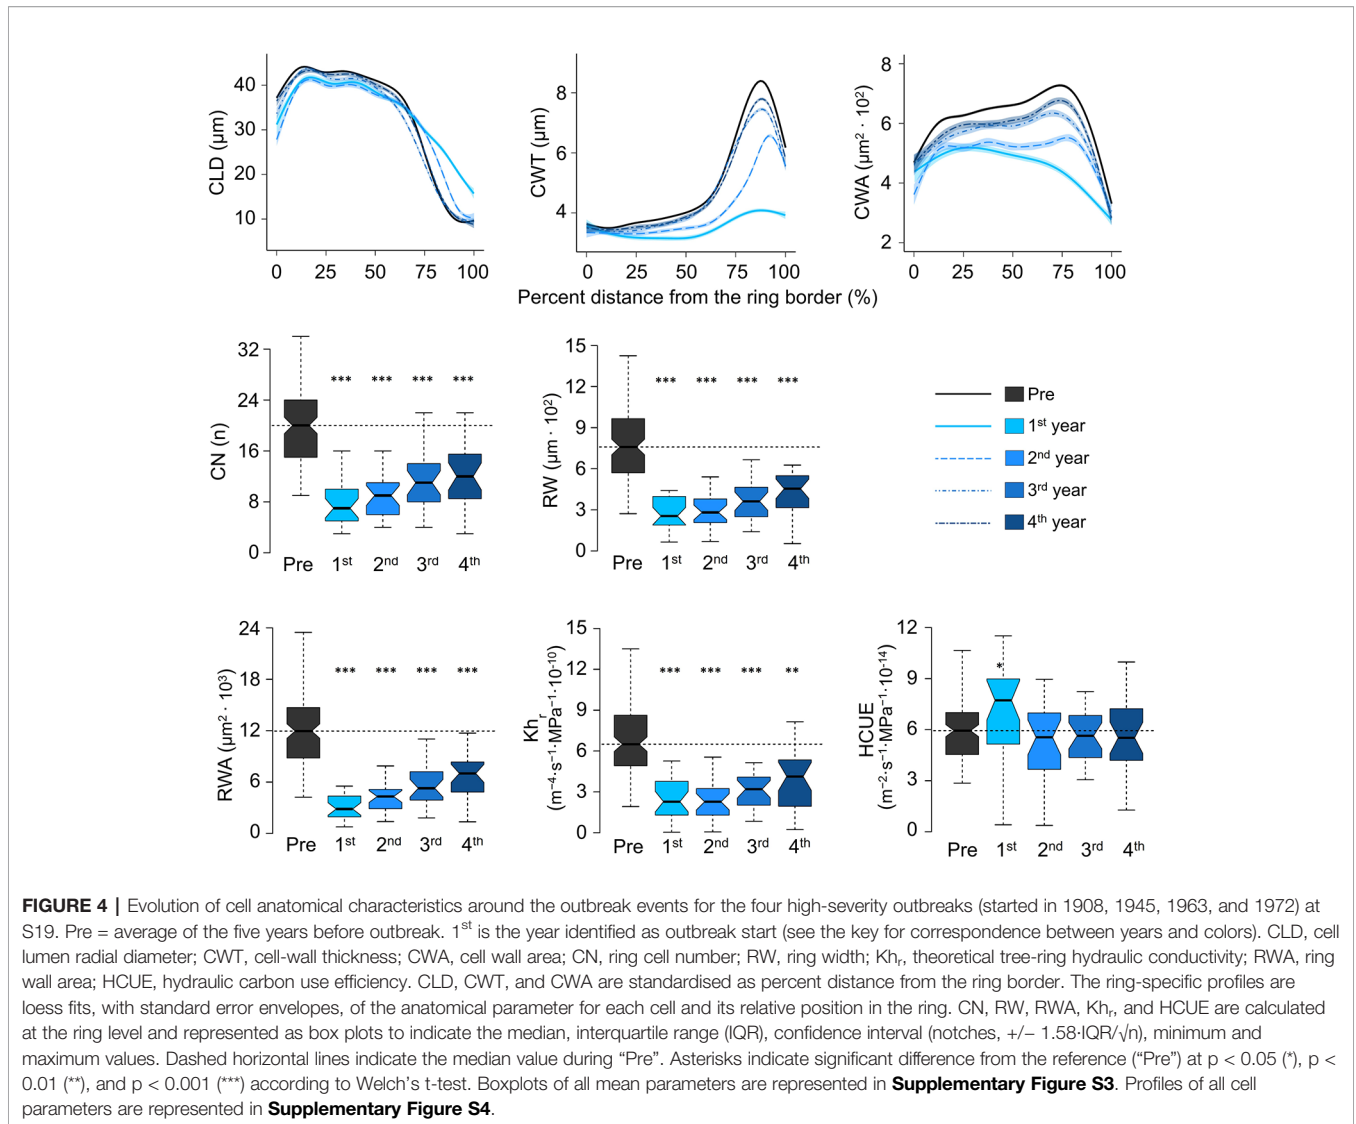 CLD (μm)
40
30
20
10
0 25 50 75 100
CWT (μm)
8
6
4
0 25 50 75 100
CWA (μm² · 10²)
8
6
4
2
0 25 50 75 100
Percent distance from the ring border (%)
CN (n)
32
24
16
8
0
*** *** *** ***
Pre 1st 2nd 3rd 4th
RW (μm · 10²)
15
12
9
6
3
0
*** *** *** ***
Pre 1st 2nd 3rd 4th
Pre
1st year
2nd year
3rd year
4th year
RWA (μm² · 10³)
24
18
12
6
0
*** *** *** ***
Pre 1st 2nd 3rd 4th
Khr
(m⁻⁴·s⁻¹·MPa⁻¹·10⁻¹⁰)
15
12
9
6
3
0
*** *** *** **
Pre 1st 2nd 3rd 4th
HCUE
(m⁻²·s⁻¹·MPa⁻¹·10⁻¹⁴)
12
9
6
3
0
*
Pre 1st 2nd 3rd 4th
FIGURE 4 | Evolution of cell anatomical characteristics around the outbreak events for the four high-severity outbreaks (started in 1908, 1945, 1963, and 1972) at
S19. Pre = average of the five years before outbreak. 1st is the year identified as outbreak start (see the key for correspondence between years and colors). CLD, cell
lumen radial diameter; CWT, cell-wall thickness; CWA, cell wall area; CN, ring cell number; RW, ring width; Khr, theoretical tree-ring hydraulic conductivity; RWA, ring
wall area; HCUE, hydraulic carbon use efficiency. CLD, CWT, and CWA are standardised as percent distance from the ring border. The ring-specific profiles are
loess fits, with standard error envelopes, of the anatomical parameter for each cell and its relative position in the ring. CN, RW, RWA, Khr, and HCUE are calculated
at the ring level and represented as box plots to indicate the median, interquartile range (IQR), confidence interval (notches, +/− 1.58·IQR/√n), minimum and
maximum values. Dashed horizontal lines indicate the median value during “Pre”. Asterisks indicate significant difference from the reference (“Pre”) at p < 0.05 (*), p <
0.01 (**), and p < 0.001 (***) according to Welch’s t-test. Boxplots of all mean parameters are represented in Supplementary Figure S3. Profiles of all cell
parameters are represented in Supplementary Figure S4.